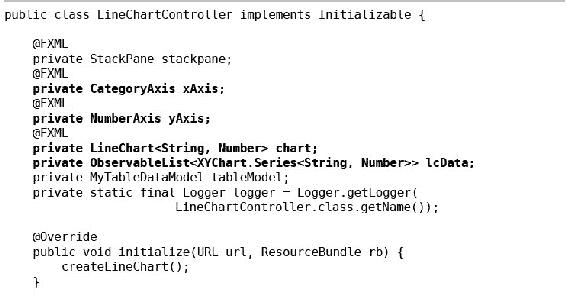 public class LineChartController implements Initializable {
@FXML
private StackPane stackpane;
@FXML
private CategoryAxis xAxis;
@FXML
private NumberAxis yAxis;
@FXML
private LineChart<String, Number> chart;
private ObservableList<XYChart.Series<String, Number>> lcData;
private MyTableDataModel tableModel;
private static final Logger logger = Logger.getLogger(
LineChartController.class.getName());
@Override
public void initialize(URL url, ResourceBundle rb) {
createLineChart();
}